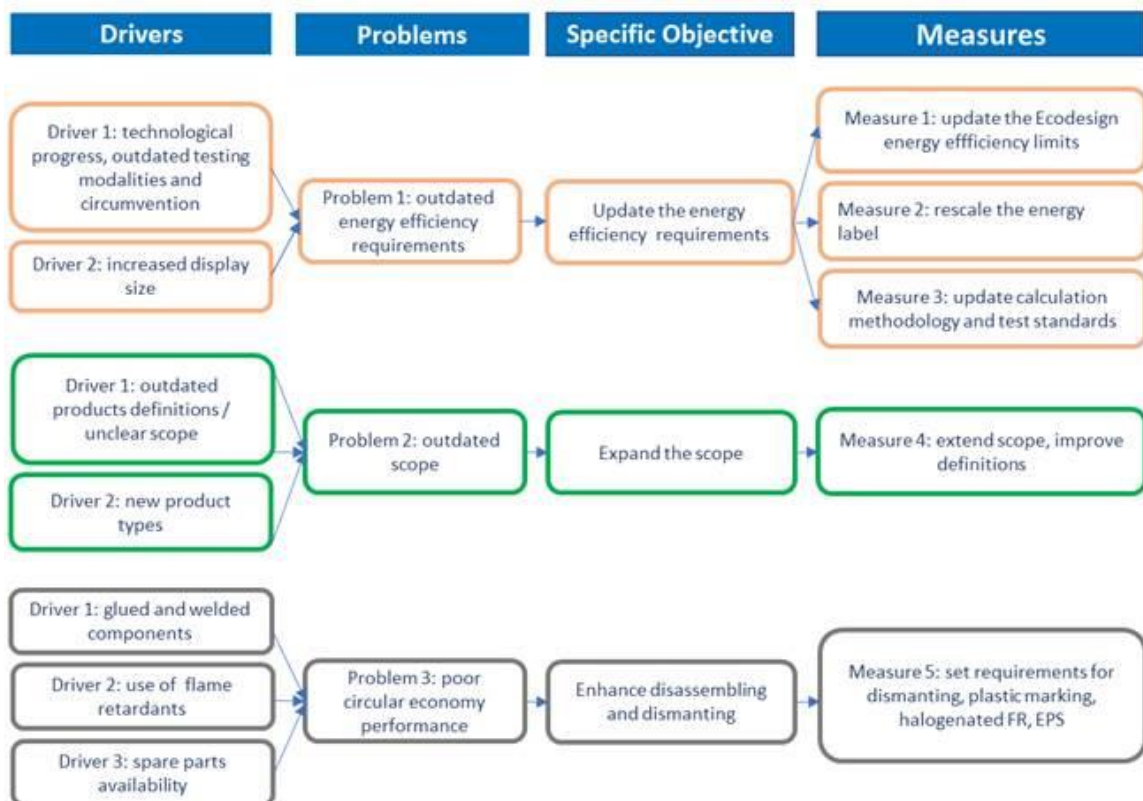 Drivers
Problems
Specific Objective
Measures
Driver 1: technological
progress, outdated testing
modalities and
circumvention
Driver 2: increased display
size
Problem 1: outdated
energy efficiency
requirements
Update the energy
efficiency requirements
Measure 1: update the Ecodesign
energy effficiency limits
Measure 2: rescale the energy
label
Measure 3: update calculation
methodology and test standards
Driver 1: outdated
products definitions /
unclear scope
Driver 2: new product
types
Problem 2: outdated
scope
Expand the scope
Measure 4: extend scope, improve
definitions
Driver 1: glued and welded
components
Driver 2: use of flame
retardants
Driver 3: spare parts
availability
Problem 3: poor
circular economy
performance
Enhance disassembling
and dismanting
Measure 5: set requirements for
dismanting, plastic marking,
halogenated FR, EPS